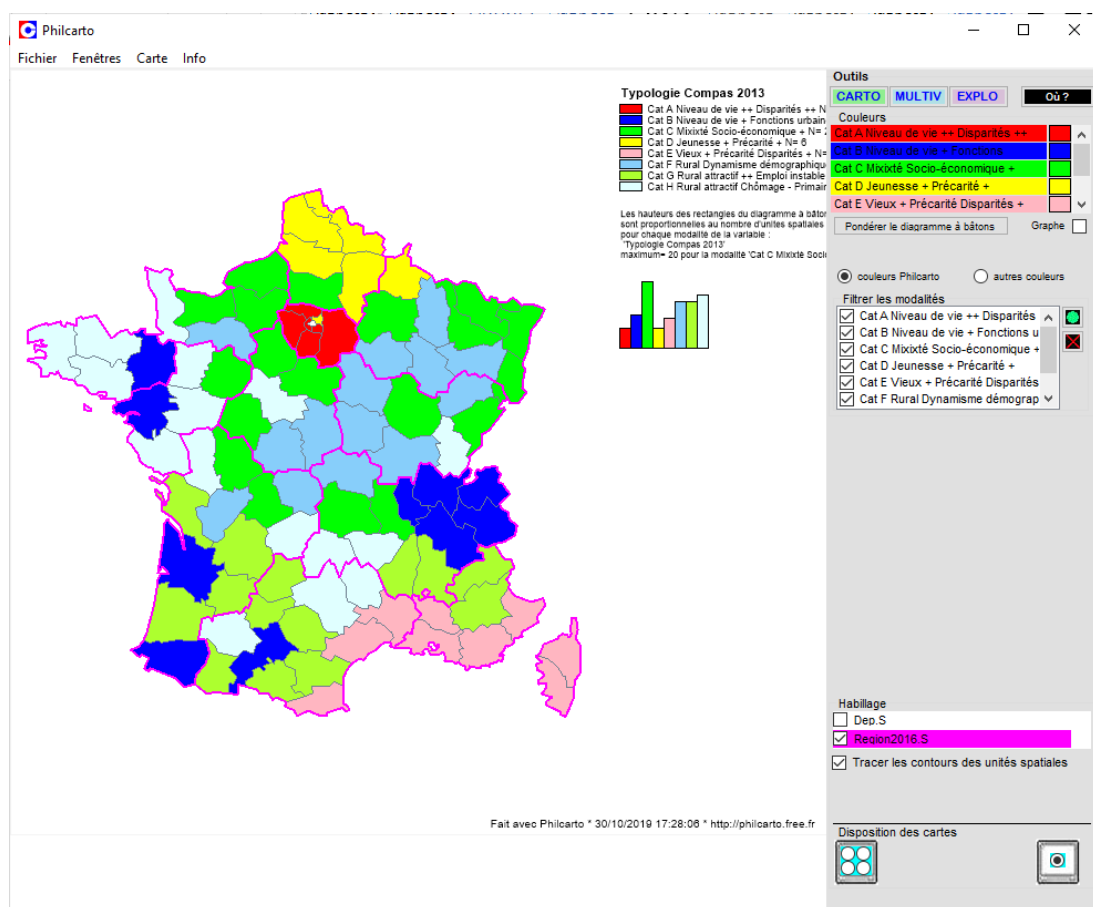 Philcarto
Fichier Fenêtres Carte Info
Typologie Compas 2013
Cat A Niveau de vie ++ Disparités ++ N
Cat B Niveau de vie + Fonctions urbain
Cat C Mixixté Socio-économique + N= 2
Cat D Jeunesse + Précarité + N= 6
Cat E Vieux + Précarité Disparités + N=
Cat F Rural Dynamisme démographique
Cat G Rural attractif ++ Emploi instable
Cat H Rural attractif Chômage - Primair
Les hauteurs des rectangles du diagramme à bâton
sont proportionnelles au nombre d'unites spatiales
pour chaque modalité de la variable :
'Typologie Compas 2013'
maximum= 20 pour la modalité 'Cat C Mixixté Socio
Fait avec Philcarto * 30/10/2019 17:28:06 * http://philcarto.free.fr
Outils
CARTO MULTIV EXPLO Où ?
Couleurs
Cat A Niveau de vie ++ Disparités ++
Cat B Niveau de vie + Fonctions
Cat C Mixixté Socio-économique +
Cat D Jeunesse + Précarité +
Cat E Vieux + Précarité Disparités +
Pondérer le diagramme à bâtons Graphe
couleurs Philcarto autres couleurs
Filtrer les modalités
Cat A Niveau de vie ++ Disparités
Cat B Niveau de vie + Fonctions u
Cat C Mixixté Socio-économique +
Cat D Jeunesse + Précarité +
Cat E Vieux + Précarité Disparités
Cat F Rural Dynamisme démograp
Habillage
Dep.S
Region2016.S
Tracer les contours des unités spatiales
Disposition des cartes